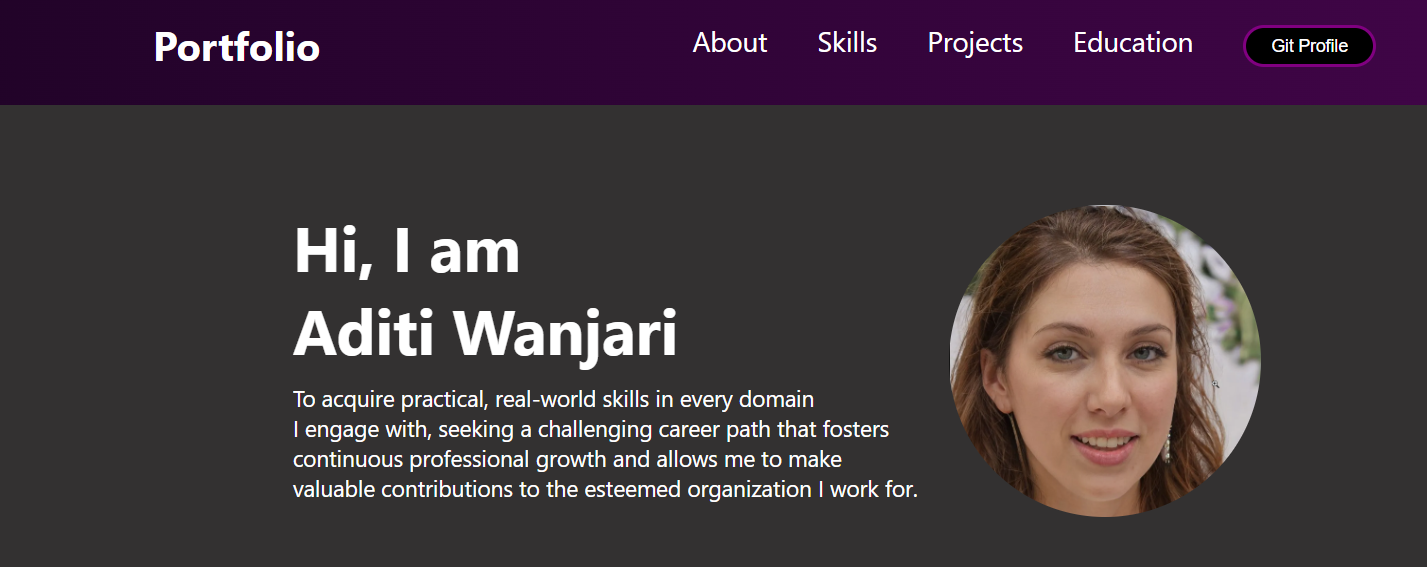 Portfolio
About
Skills
Projects
Education
Git Profile
Hi, I am
Aditi Wanjari
To acquire practical, real-world skills in every domain
I engage with, seeking a challenging career path that fosters
continuous professional growth and allows me to make
valuable contributions to the esteemed organization I work for.